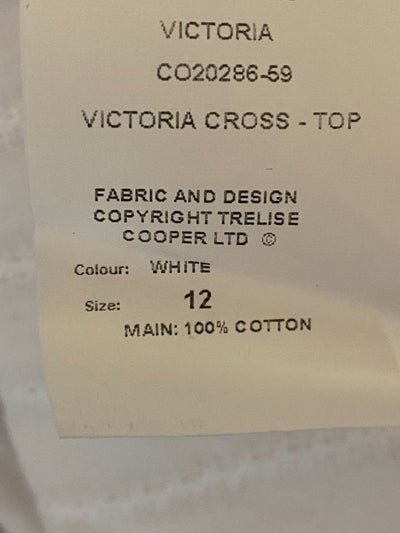 VICTORIA
CO20286-59
VICTORIA CROSS - TOP
FABRIC AND DESIGN
COPYRIGHT TRELISE
COOPER LTD ©
Colour: WHITE
Size: 12
MAIN: 100% COTTON